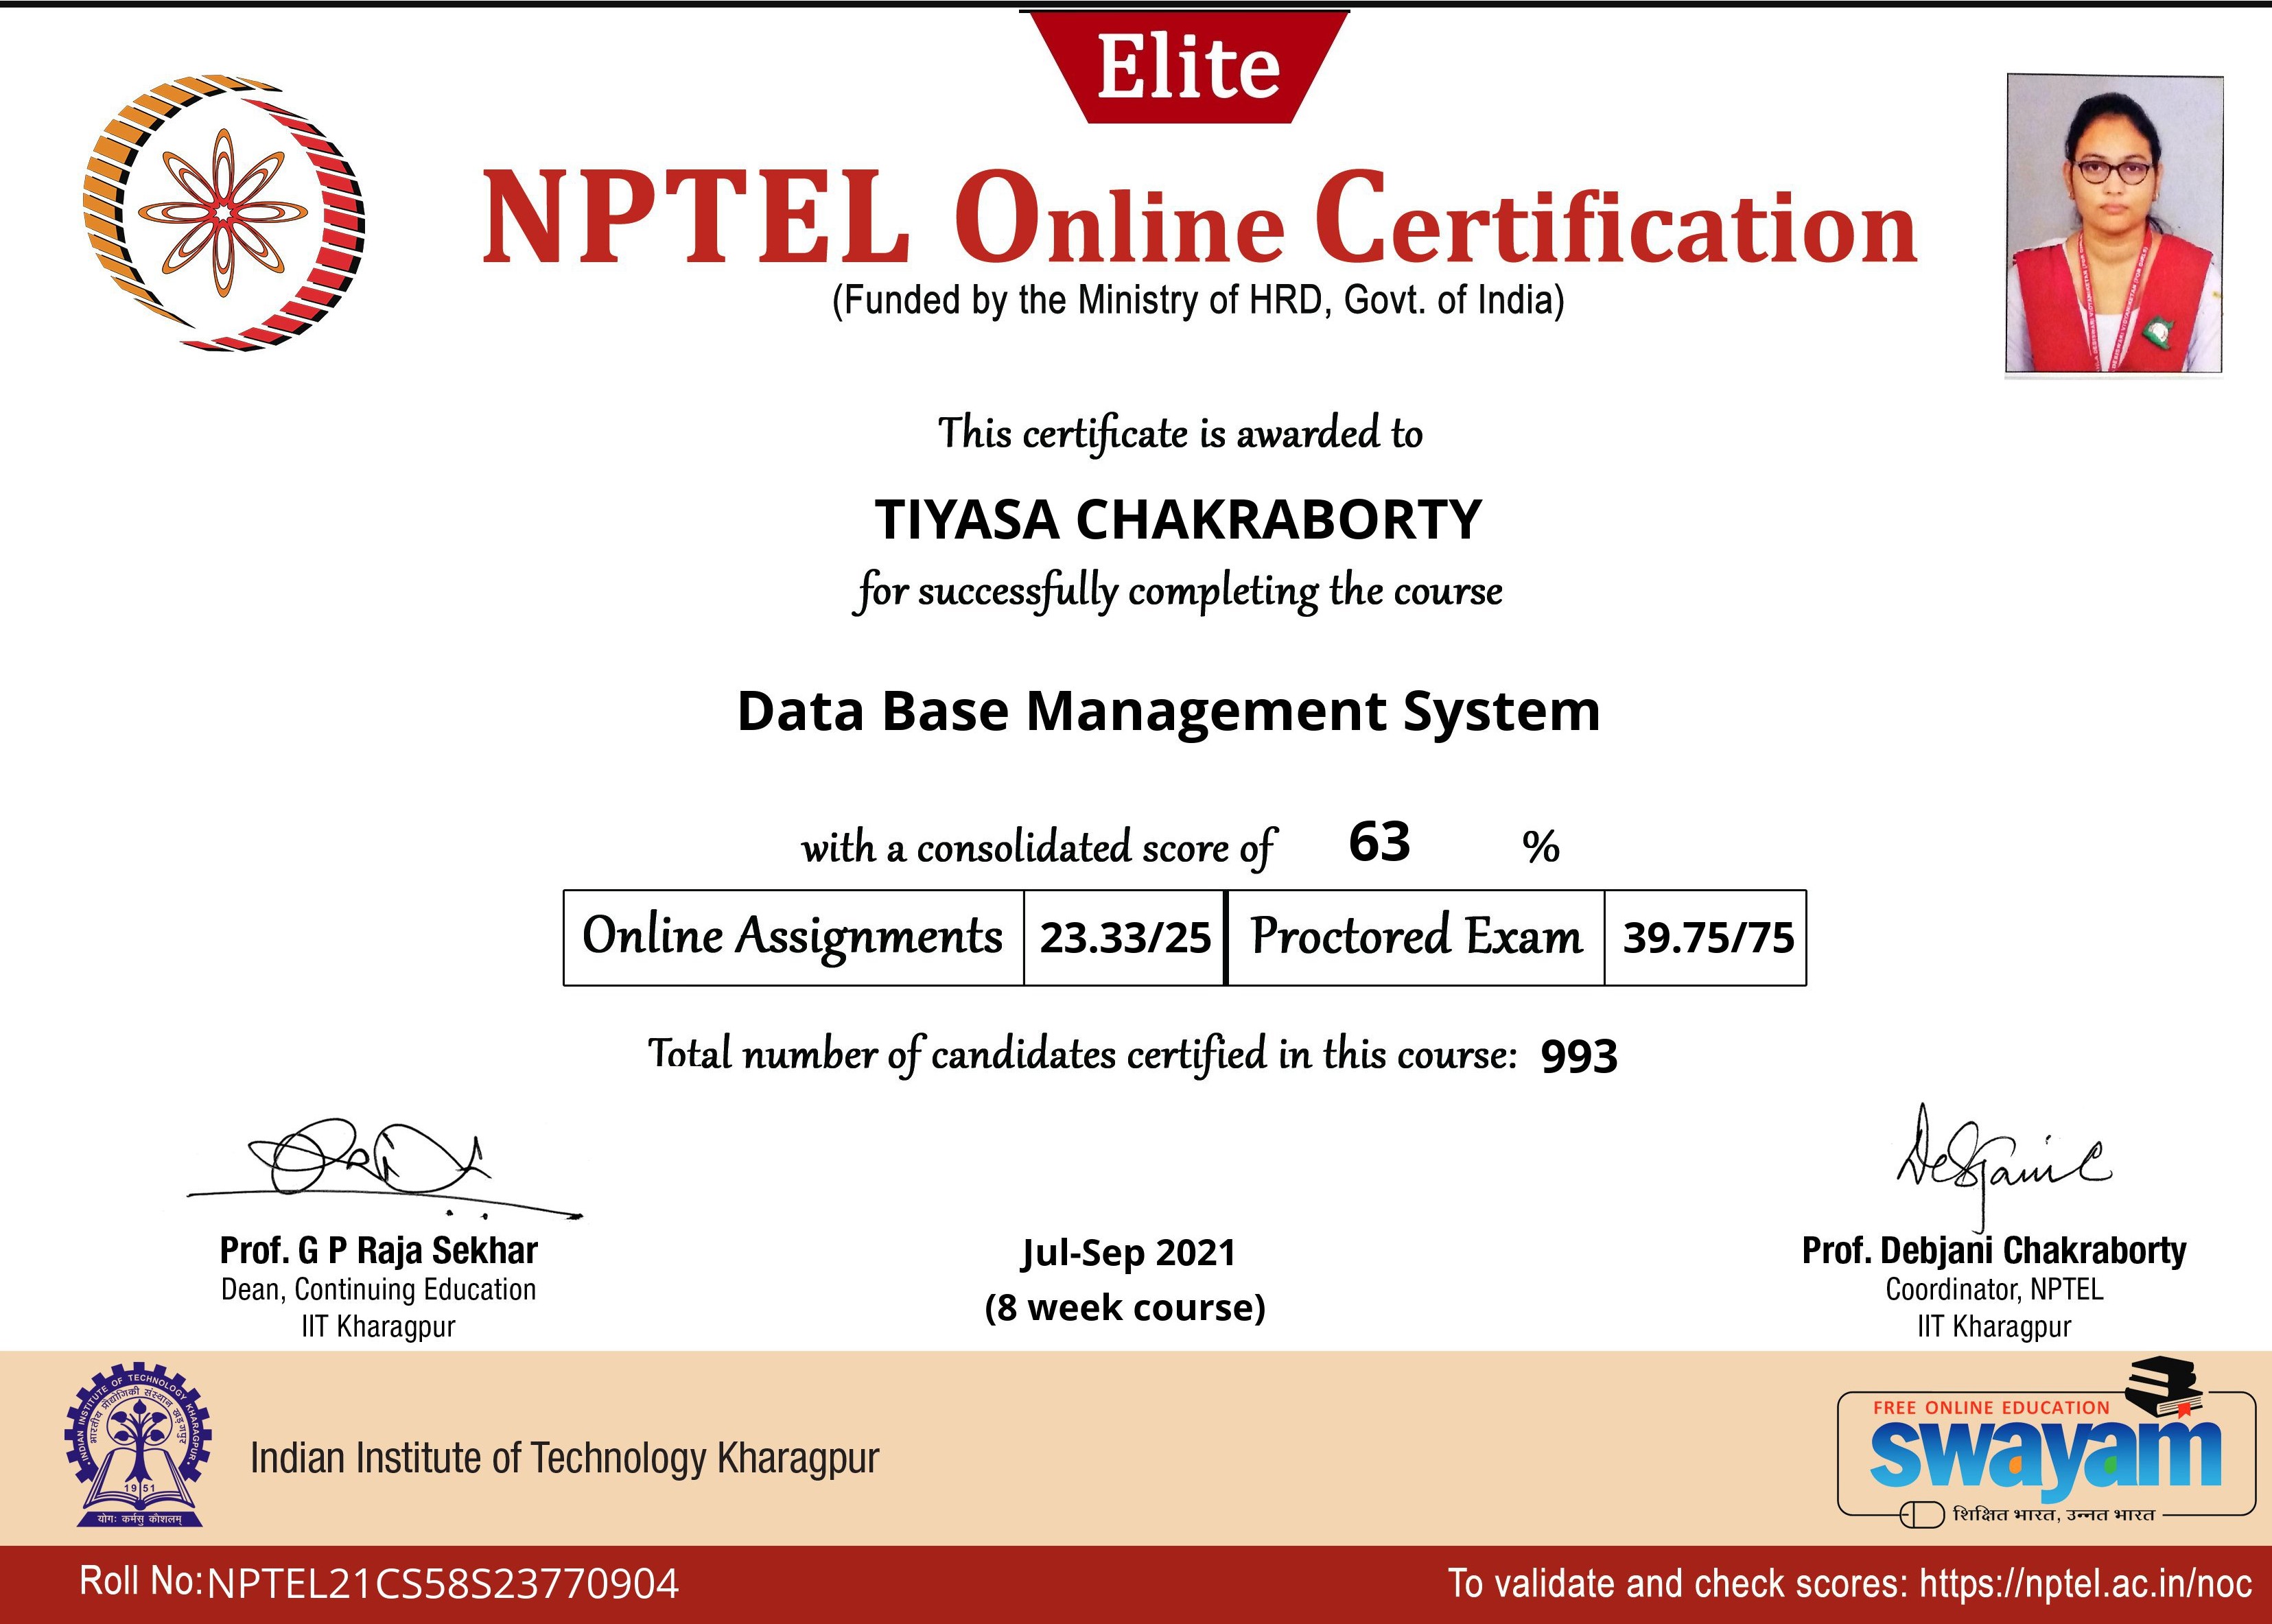 Elite
NPTEL Online Certification
(Funded by the Ministry of HRD, Govt. of India)
This certificate is awarded to
TIYASA CHAKRABORTY
for successfully completing the course
Data Base Management System
with a consolidated score of 63 %
Online Assignments 23.33/25 Proctored Exam 39.75/75
Total number of candidates certified in this course: 993
Prof. G P Raja Sekhar
Dean, Continuing Education
IIT Kharagpur
Jul-Sep 2021
(8 week course)
Debjani C
Prof. Debjani Chakraborty
Coordinator, NPTEL
IIT Kharagpur
INDIAN INSTITUTE OF TECHNOLOGY KHARAGPUR
भारतीय प्रौद्योगिकी संस्थान खड़गपुर
1951
योगः कर्मसु कौशलम्
Indian Institute of Technology Kharagpur
FREE ONLINE EDUCATION
swayam
शिक्षित भारत, उन्नत भारत
Roll No: NPTEL21CS58S23770904
To validate and check scores: https://nptel.ac.in/noc